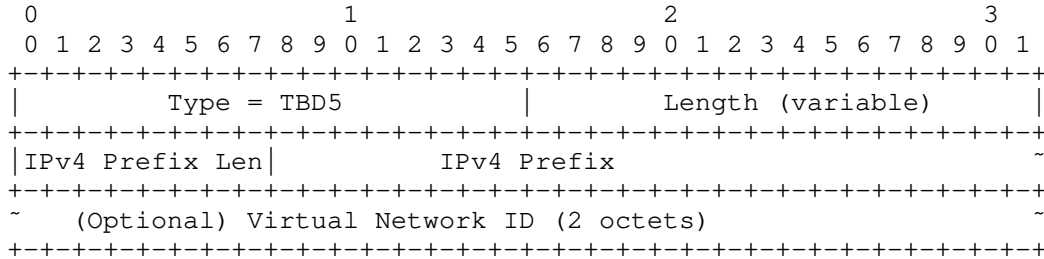 0                   1                   2                   3
0 1 2 3 4 5 6 7 8 9 0 1 2 3 4 5 6 7 8 9 0 1 2 3 4 5 6 7 8 9 0 1
+-+-+-+-+-+-+-+-+-+-+-+-+-+-+-+-+-+-+-+-+-+-+-+-+-+-+-+-+-+-+-+-+
|         Type = TBD5           |        Length (variable)      |
+-+-+-+-+-+-+-+-+-+-+-+-+-+-+-+-+-+-+-+-+-+-+-+-+-+-+-+-+-+-+-+-+
|IPv4 Prefix Len|          IPv4 Prefix                          ~
+-+-+-+-+-+-+-+-+-+-+-+-+-+-+-+-+-+-+-+-+-+-+-+-+-+-+-+-+-+-+-+-+
~   (Optional) Virtual Network ID (2 octets)                    ~
+-+-+-+-+-+-+-+-+-+-+-+-+-+-+-+-+-+-+-+-+-+-+-+-+-+-+-+-+-+-+-+-+